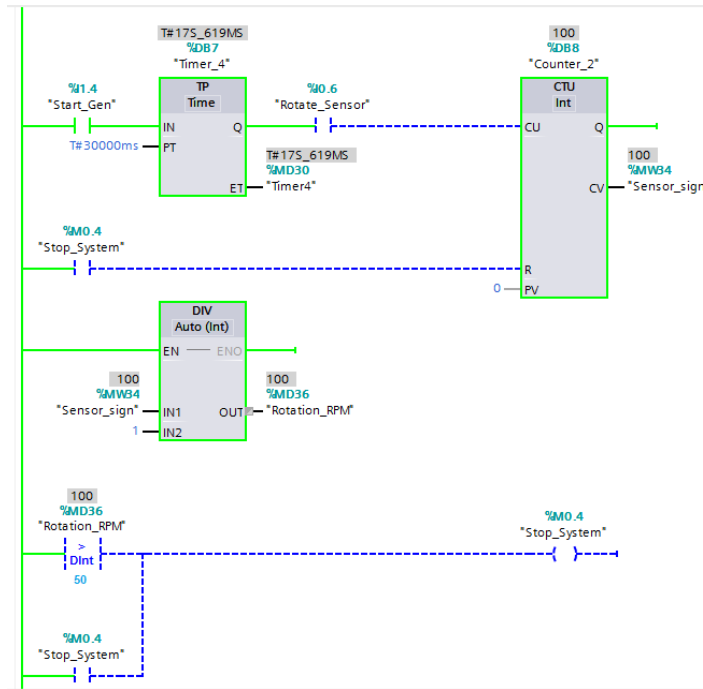 T#17S_619MS
%DB7
"Timer_4"
TP
Time
100
%DB8
"Counter_2"
CTU
Int
%I1.4
"Start_Gen"
%I0.6
"Rotate_Sensor"
IN
Q
CU
Q
T#30000ms
PT
T#17S_619MS
%MD30
ET
"Timer4"
100
%MW34
CV
"Sensor_sign"
%M0.4
"Stop_System"
R
0
PV
DIV
Auto (Int)
EN
ENO
100
%MW34
"Sensor_sign"
IN1
100
%MD36
OUT
"Rotation_RPM"
1
IN2
100
%MD36
"Rotation_RPM"
>
DInt
50
%M0.4
"Stop_System"
%M0.4
"Stop_System"